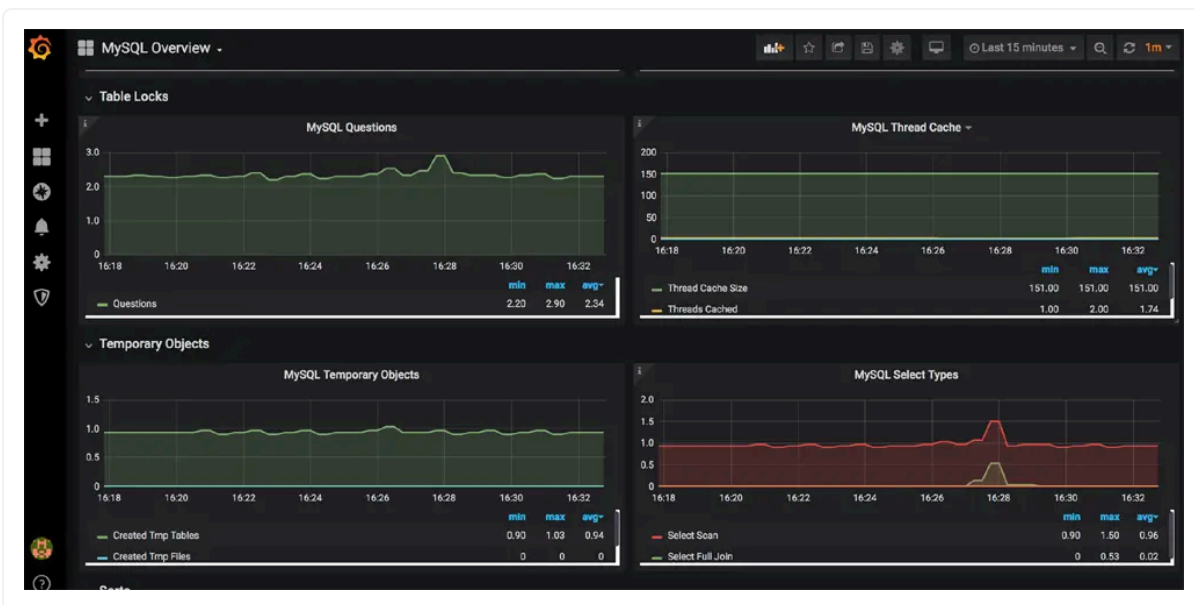 MySQL Overview
Last 15 minutes
1m
Table Locks
MySQL Questions
3.0
2.0
1.0
0
16:18 16:20 16:22 16:24 16:26 16:28 16:30 16:32
min max avg
Questions 2.20 2.90 2.34
MySQL Thread Cache
200
150
100
50
0
16:18 16:20 16:22 16:24 16:26 16:28 16:30 16:32
min max avg
Thread Cache Size 151.00 151.00 151.00
Threads Cached 1.00 2.00 1.74
Temporary Objects
MySQL Temporary Objects
1.5
1.0
0.5
0
16:18 16:20 16:22 16:24 16:26 16:28 16:30 16:32
min max avg
Created Tmp Tables 0.90 1.03 0.94
Created Tmp Files 0 0 0
MySQL Select Types
2.0
1.5
1.0
0.5
0
16:18 16:20 16:22 16:24 16:26 16:28 16:30 16:32
min max avg
Select Scan 0.90 1.50 0.96
Select Full Join 0 0.53 0.02